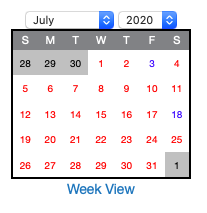 July 2020
S M T W T F S
28 29 30 1 2 3 4
5 6 7 8 9 10 11
12 13 14 15 16 17 18
19 20 21 22 23 24 25
26 27 28 29 30 31 1
Week View